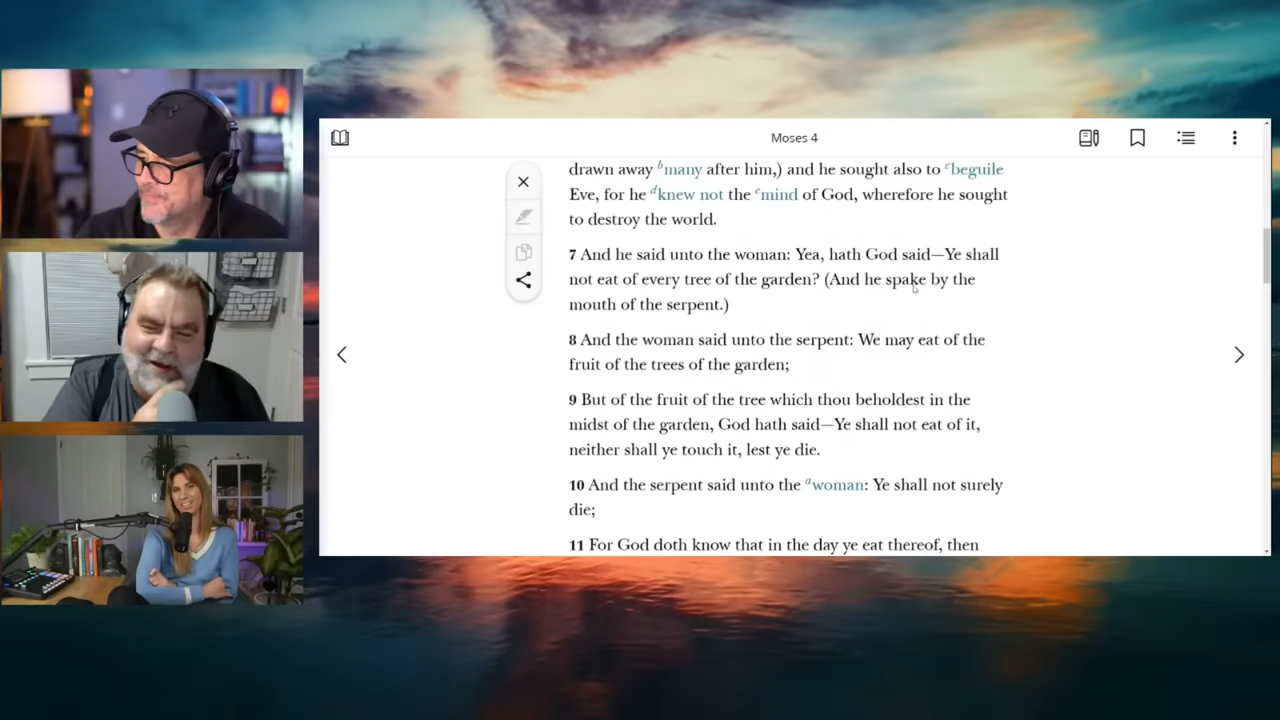 Moses 4
drawn away bmany after him,) and he sought also to cbeguile
Eve, for he dknew not the emind of God, wherefore he sought
to destroy the world.
7 And he said unto the woman: Yea, hath God said—Ye shall
not eat of every tree of the garden? (And he spake by the
mouth of the serpent.)
8 And the woman said unto the serpent: We may eat of the
fruit of the trees of the garden;
9 But of the fruit of the tree which thou beholdest in the
midst of the garden, God hath said—Ye shall not eat of it,
neither shall ye touch it, lest ye die.
10 And the serpent said unto the awoman: Ye shall not surely
die;
11 For God doth know that in the day ye eat thereof, then